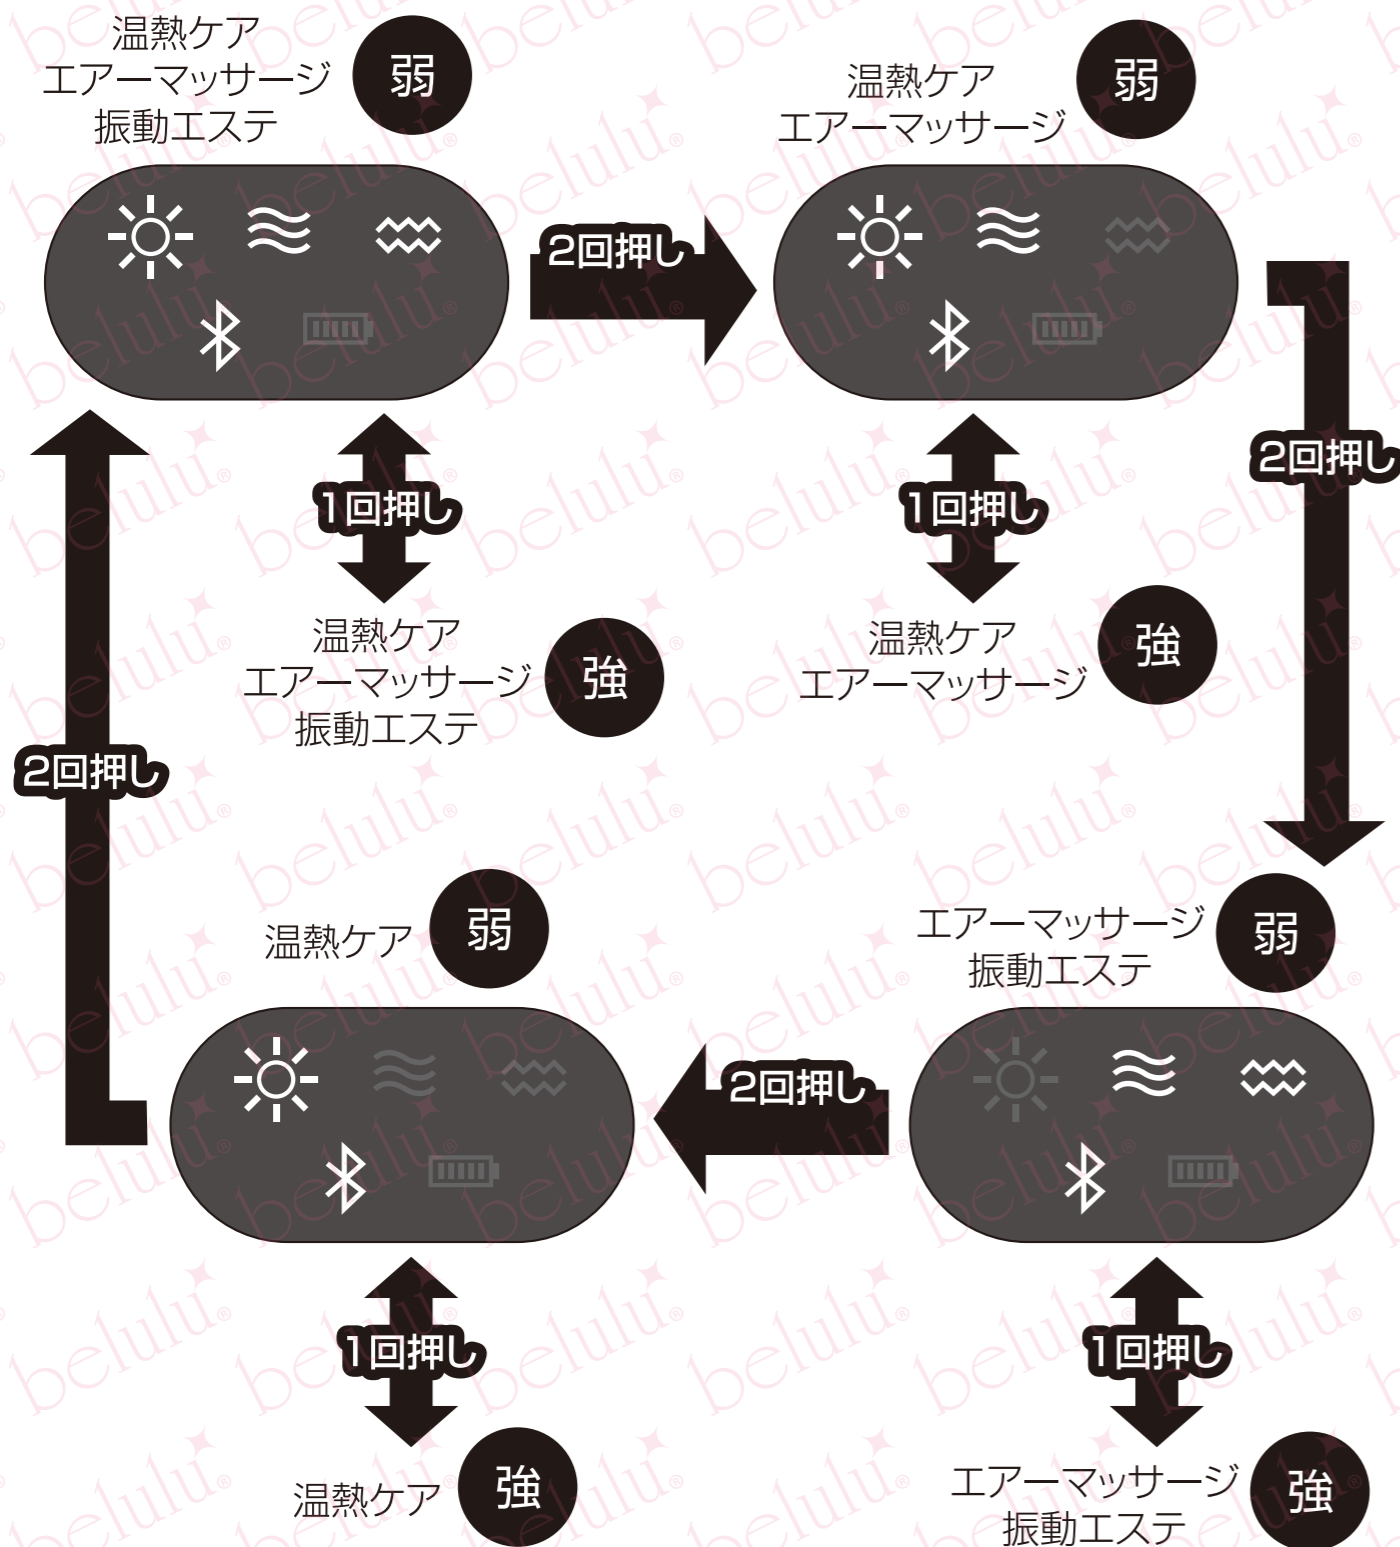 温熱ケア
エアーマッサージ
振動エステ
弱
2回押し
温熱ケア
エアーマッサージ
弱
2回押し
1回押し
温熱ケア
エアーマッサージ
振動エステ
強
1回押し
温熱ケア
エアーマッサージ
強
2回押し
温熱ケア
弱
2回押し
エアーマッサージ
振動エステ
弱
1回押し
温熱ケア
強
1回押し
エアーマッサージ
振動エステ
強
belulu®